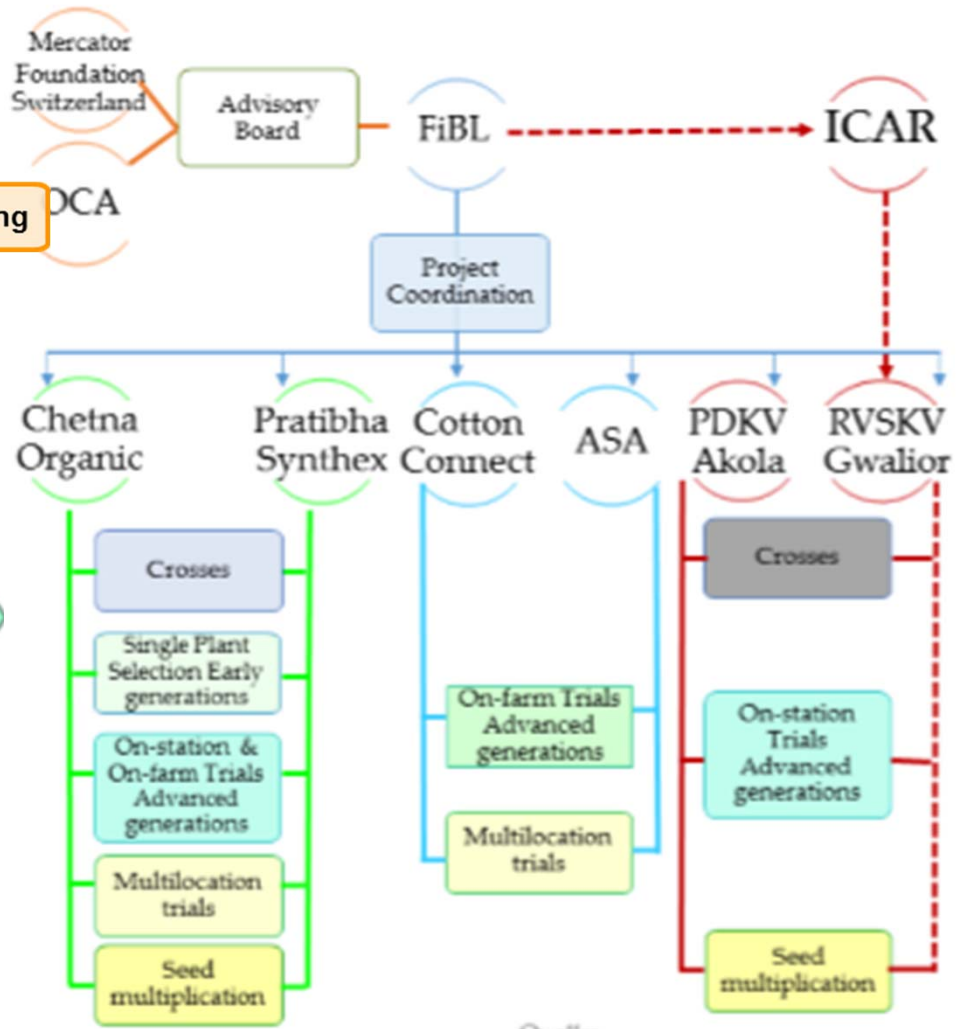 Mercator
Foundation
Switzerland
Advisory
Board
FiBL
ICAR
ng
OCA
Project
Coordination
Chetna
Organic
Pratibha
Synthex
Cotton
Connect
ASA
PDKV
Akola
RVSKV
Gwalior
Crosses
Single Plant
Selection Early
generations
On-station &
On-farm Trials
Advanced
generations
Multilocation
trials
Seed
multiplication
On-farm Trials
Advanced
generations
Multilocation
trials
Crosses
On-station
Trials
Advanced
generations
Seed
multiplication